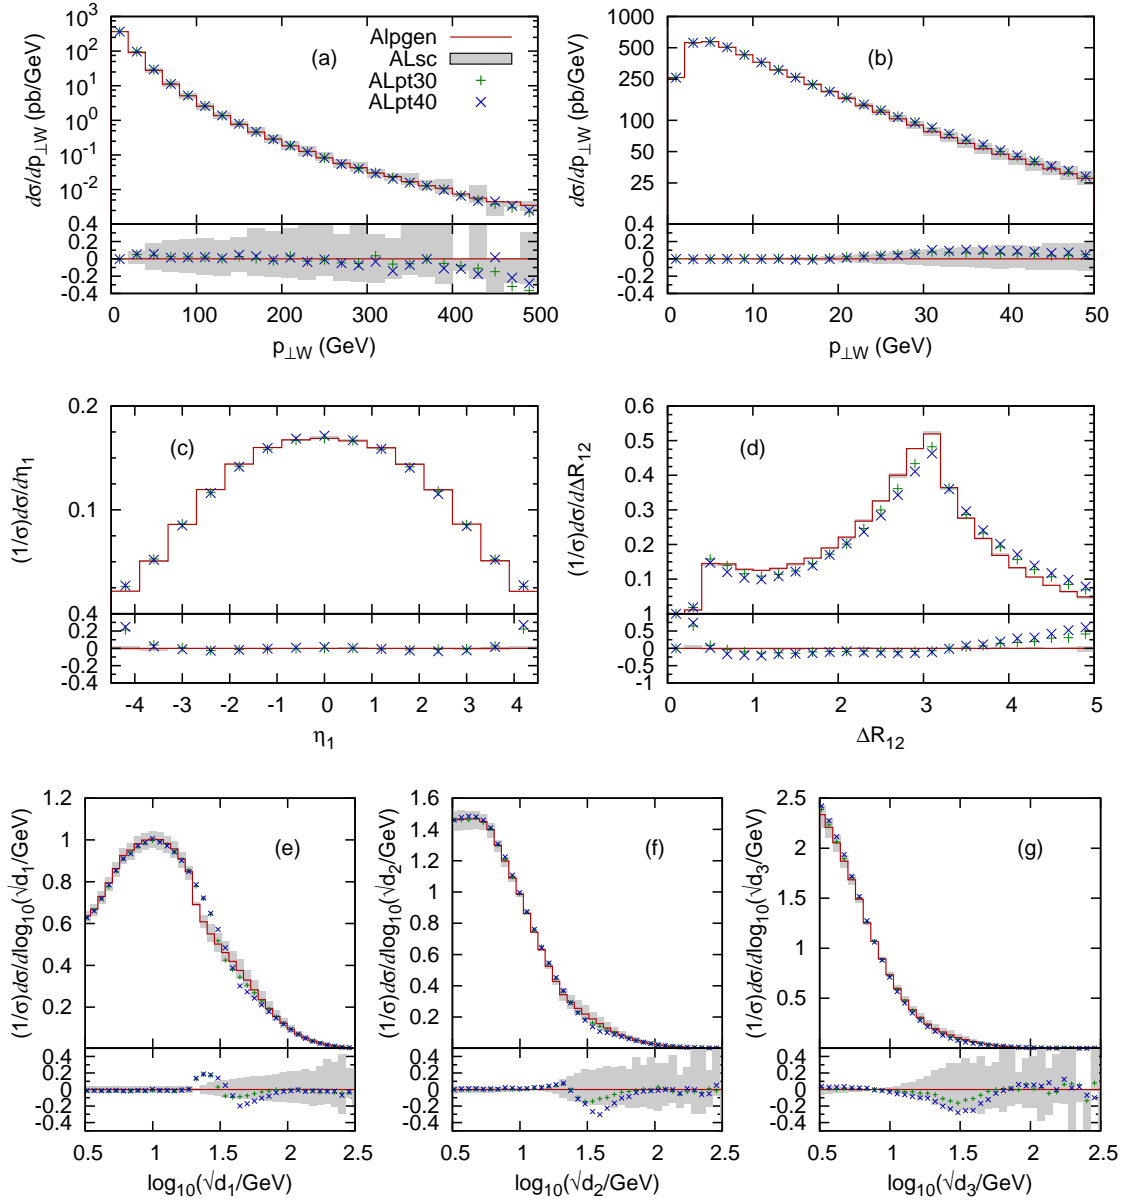 dσ/dp⊥W (pb/GeV)
10^3
10^2
10^1
10^0
10^-1
10^-2
(a)
Alpgen
ALsc
ALpt30
ALpt40
0.4
0.2
0
-0.2
-0.4
0 100 200 300 400 500
p⊥W (GeV)
dσ/dp⊥W (pb/GeV)
1000
500
250
100
50
25
(b)
0.4
0.2
0
-0.2
-0.4
0 10 20 30 40 50
p⊥W (GeV)
(1/σ)dσ/dη1
0.2
0.1
(c)
0.4
0.2
0
-0.2
-0.4
-4 -3 -2 -1 0 1 2 3 4
η1
(1/σ)dσ/dΔR12
0.6
0.5
0.4
0.3
0.2
0.1
(d)
1
0.5
0
-0.5
-1
0 1 2 3 4 5
ΔR12
(1/σ)dσ/dlog10(√d1/GeV)
1.2
1
0.8
0.6
0.4
0.2
(e)
0.4
0.2
0
-0.2
-0.4
0.5 1 1.5 2 2.5
log10(√d1/GeV)
(1/σ)dσ/dlog10(√d2/GeV)
1.6
1.4
1.2
1
0.8
0.6
0.4
0.2
(f)
0.4
0.2
0
-0.2
-0.4
0.5 1 1.5 2 2.5
log10(√d2/GeV)
(1/σ)dσ/dlog10(√d3/GeV)
2.5
2
1.5
1
0.5
(g)
0.4
0.2
0
-0.2
-0.4
0.5 1 1.5 2 2.5
log10(√d3/GeV)